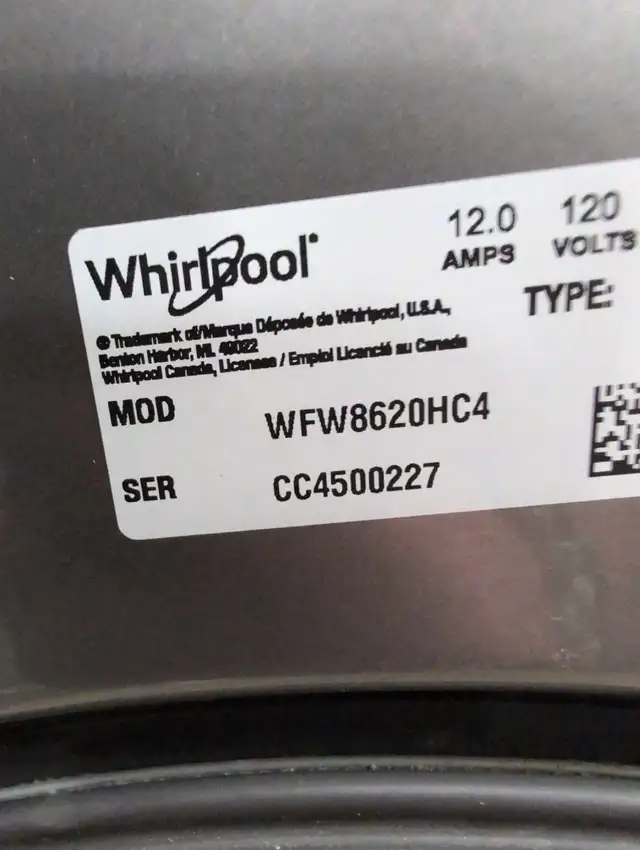 Whirlpool®
12.0 AMPS
120 VOLTS
TYPE:
® Trademark of/Marque Déposée de Whirlpool, U.S.A.,
Benton Harbor, MI. 49022
Whirlpool Canada, Licensee / Emploi Licencié au Canada
MOD WFW8620HC4
SER CC4500227